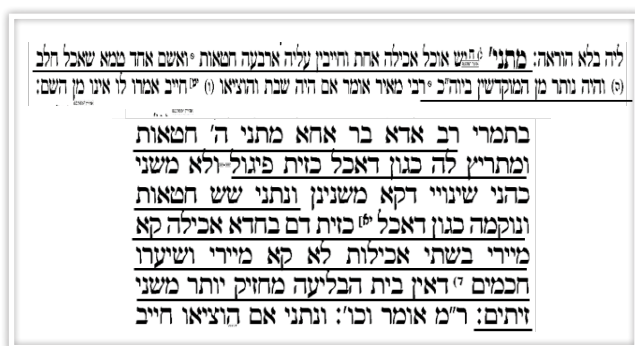 ליה בלא הוראה: מתני' יש אוכל אכילה אחת וחייבין עליה ארבעה חטאות ואשם אחד טמא שאכל חלב
והיה נותר מן המוקדשין ביוה"כ רבי מאיר אומר אם היה שבת והוציאו חייב אמרו לו אינו מן השם:
בתמרי רב אדא בר אחא מתני ה' חטאות
ומתריץ לה כגון דאכל כזית פיגול ולא משני
כהני שינויי דקא משנינן ונתני שש חטאות
ונוקמה כגון דאכל כזית דם בחדא אכילה קא
מיירי בשתי אכילות לא קא מיירי ושיערו
חכמים דאין בית הבליעה מחזיק יותר משני
זיתים: ר"מ אומר וכו': ונתני אם הוציאו חייב